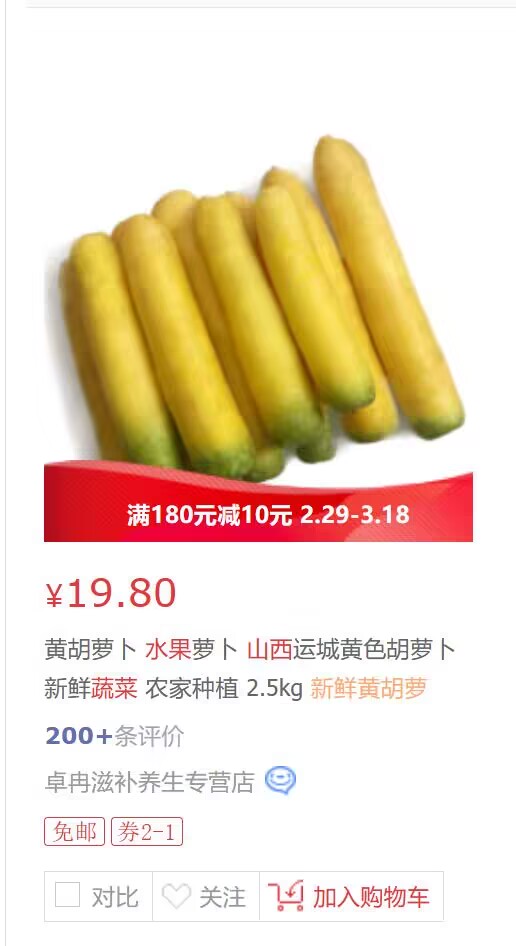 满180元减10元 2.29-3.18
¥19.80
黄胡萝卜 水果萝卜 山西运城黄色胡萝卜
新鲜蔬菜 农家种植 2.5kg 新鲜黄胡萝
200+条评价
卓冉滋补养生专营店
免邮 券2-1
对比 关注 加入购物车